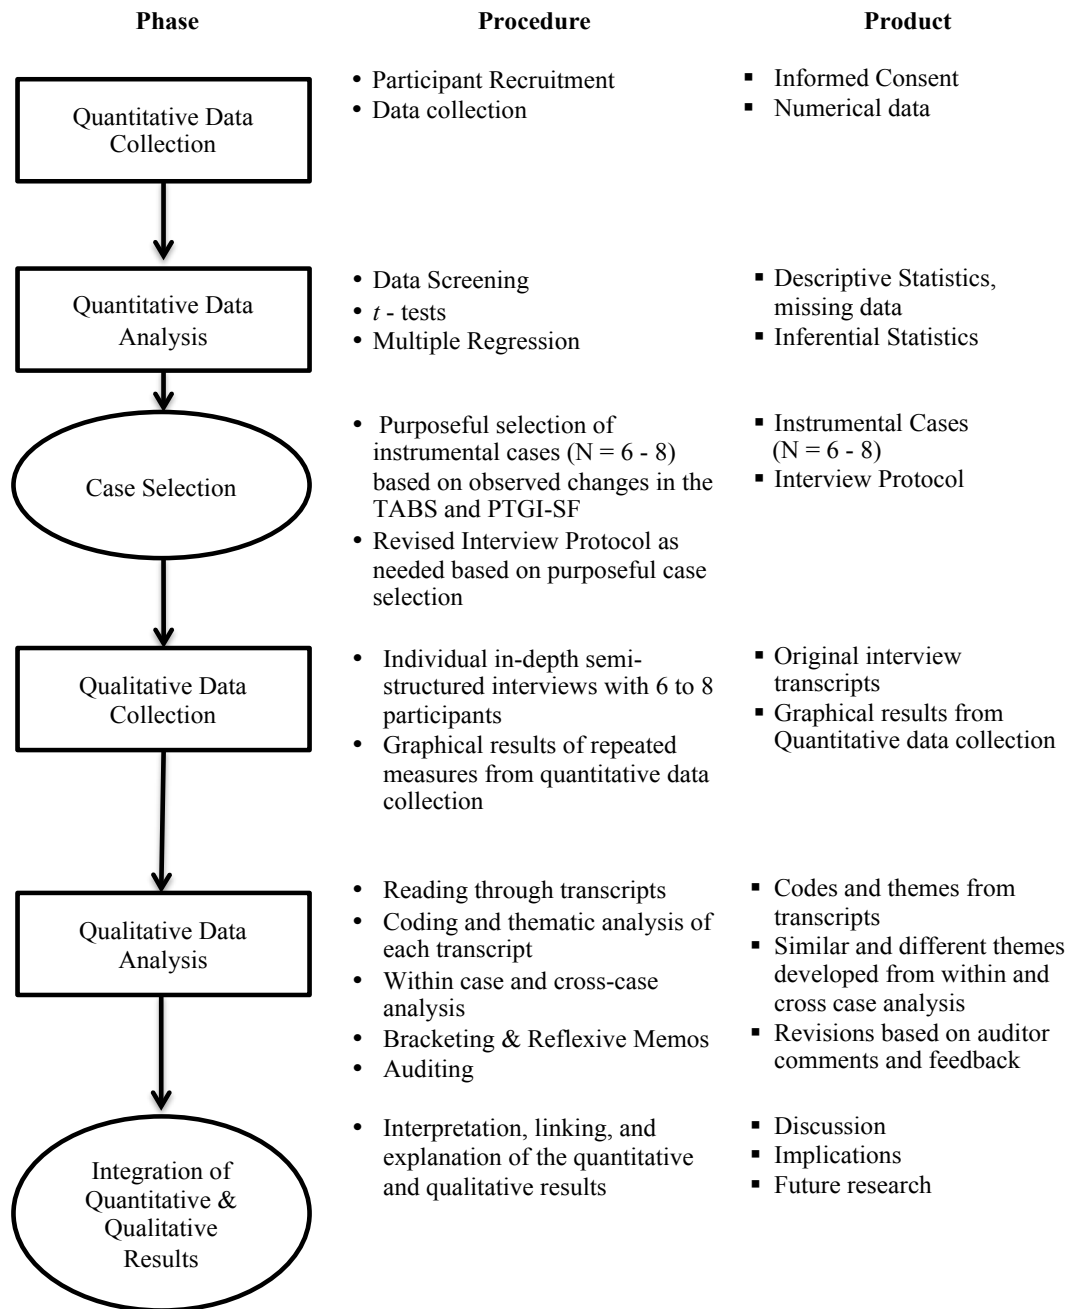 Phase Procedure Product
Quantitative Data
Collection
• Participant Recruitment
• Data collection
▪ Informed Consent
▪ Numerical data
Quantitative Data
Analysis
• Data Screening
• t - tests
• Multiple Regression
▪ Descriptive Statistics,
missing data
▪ Inferential Statistics
Case Selection
• Purposeful selection of
instrumental cases (N = 6 - 8)
based on observed changes in the
TABS and PTGI-SF
• Revised Interview Protocol as
needed based on purposeful case
selection
▪ Instrumental Cases
(N = 6 - 8)
▪ Interview Protocol
Qualitative Data
Collection
• Individual in-depth semi-
structured interviews with 6 to 8
participants
• Graphical results of repeated
measures from quantitative data
collection
▪ Original interview
transcripts
▪ Graphical results from
Quantitative data collection
Qualitative Data
Analysis
• Reading through transcripts
• Coding and thematic analysis of
each transcript
• Within case and cross-case
analysis
• Bracketing & Reflexive Memos
• Auditing
▪ Codes and themes from
transcripts
▪ Similar and different themes
developed from within and
cross case analysis
▪ Revisions based on auditor
comments and feedback
Integration of
Quantitative &
Qualitative
Results
• Interpretation, linking, and
explanation of the quantitative
and qualitative results
▪ Discussion
▪ Implications
▪ Future research